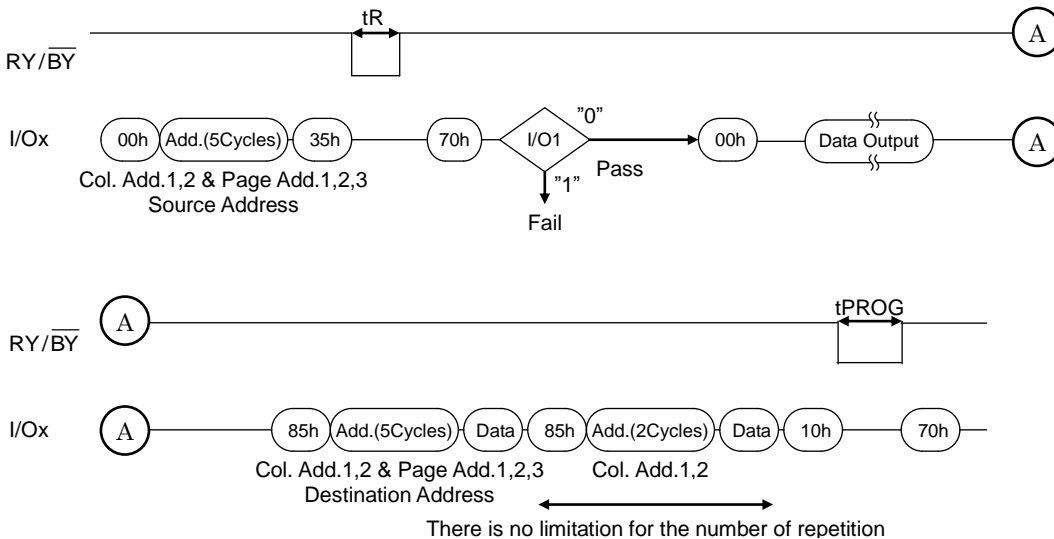 tR
RY/BY
A
"0"
I/Ox
00h
Add.(5Cycles)
35h
70h
I/O1
00h
Data Output
A
Pass
"1"
Col. Add.1,2 & Page Add.1,2,3
Source Address
Fail
A
tPROG
RY/BY
I/Ox
A
85h
Add.(5Cycles)
Data
85h
Add.(2Cycles)
Data
10h
70h
Col. Add.1,2 & Page Add.1,2,3
Destination Address
Col. Add.1,2
There is no limitation for the number of repetition